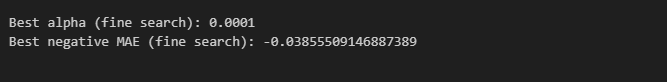 Best alpha (fine search): 0.0001
Best negative MAE (fine search): -0.03855509146887389